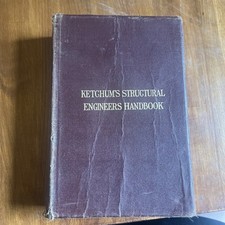 KETCHUM'S STRUCTURAL
ENGINEERS HANDBOOK